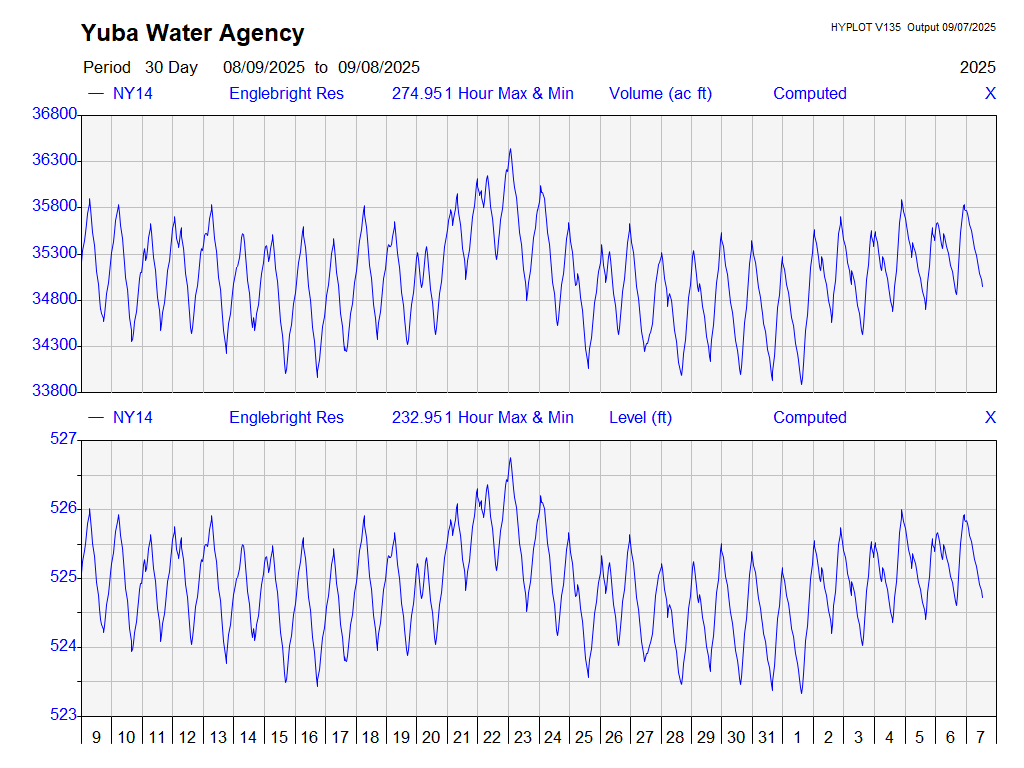 Yuba Water Agency
HYPLOT V135 Output 09/07/2025
Period 30 Day 08/09/2025 to 09/08/2025 2025
— NY14 Englebright Res 274.951 Hour Max & Min Volume (ac ft) Computed X
36800
36300
35800
35300
34800
34300
33800
— NY14 Englebright Res 232.951 Hour Max & Min Level (ft) Computed X
527
526
525
524
523
9 10 11 12 13 14 15 16 17 18 19 20 21 22 23 24 25 26 27 28 29 30 31 1 2 3 4 5 6 7